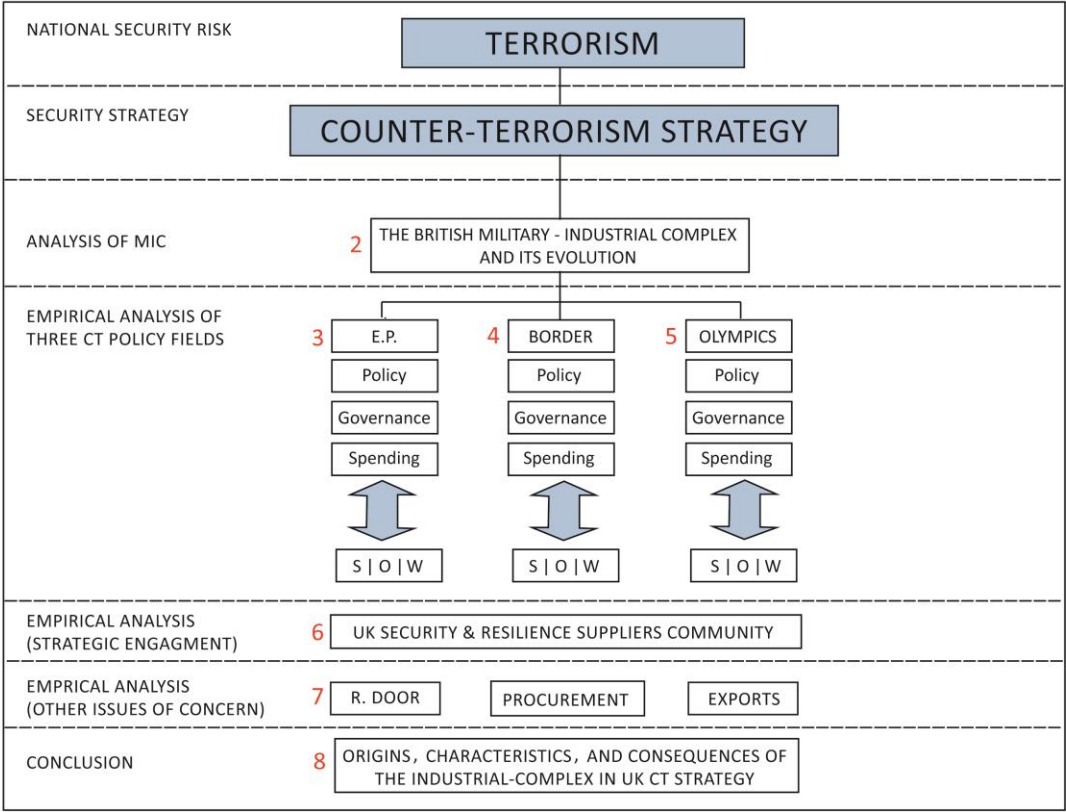 NATIONAL SECURITY RISK
TERRORISM
SECURITY STRATEGY
COUNTER-TERRORISM STRATEGY
ANALYSIS OF MIC
2
THE BRITISH MILITARY - INDUSTRIAL COMPLEX
AND ITS EVOLUTION
EMPIRICAL ANALYSIS OF
THREE CT POLICY FIELDS
3 E.P. 4 BORDER 5 OLYMPICS
Policy Policy Policy
Governance Governance Governance
Spending Spending Spending
S | O | W S | O | W S | O | W
EMPIRICAL ANALYSIS
(STRATEGIC ENGAGMENT)
6 UK SECURITY & RESILIENCE SUPPLIERS COMMUNITY
EMPRICAL ANALYSIS
(OTHER ISSUES OF CONCERN)
7 R. DOOR PROCUREMENT EXPORTS
CONCLUSION
8
ORIGINS, CHARACTERISTICS, AND CONSEQUENCES OF
THE INDUSTRIAL-COMPLEX IN UK CT STRATEGY